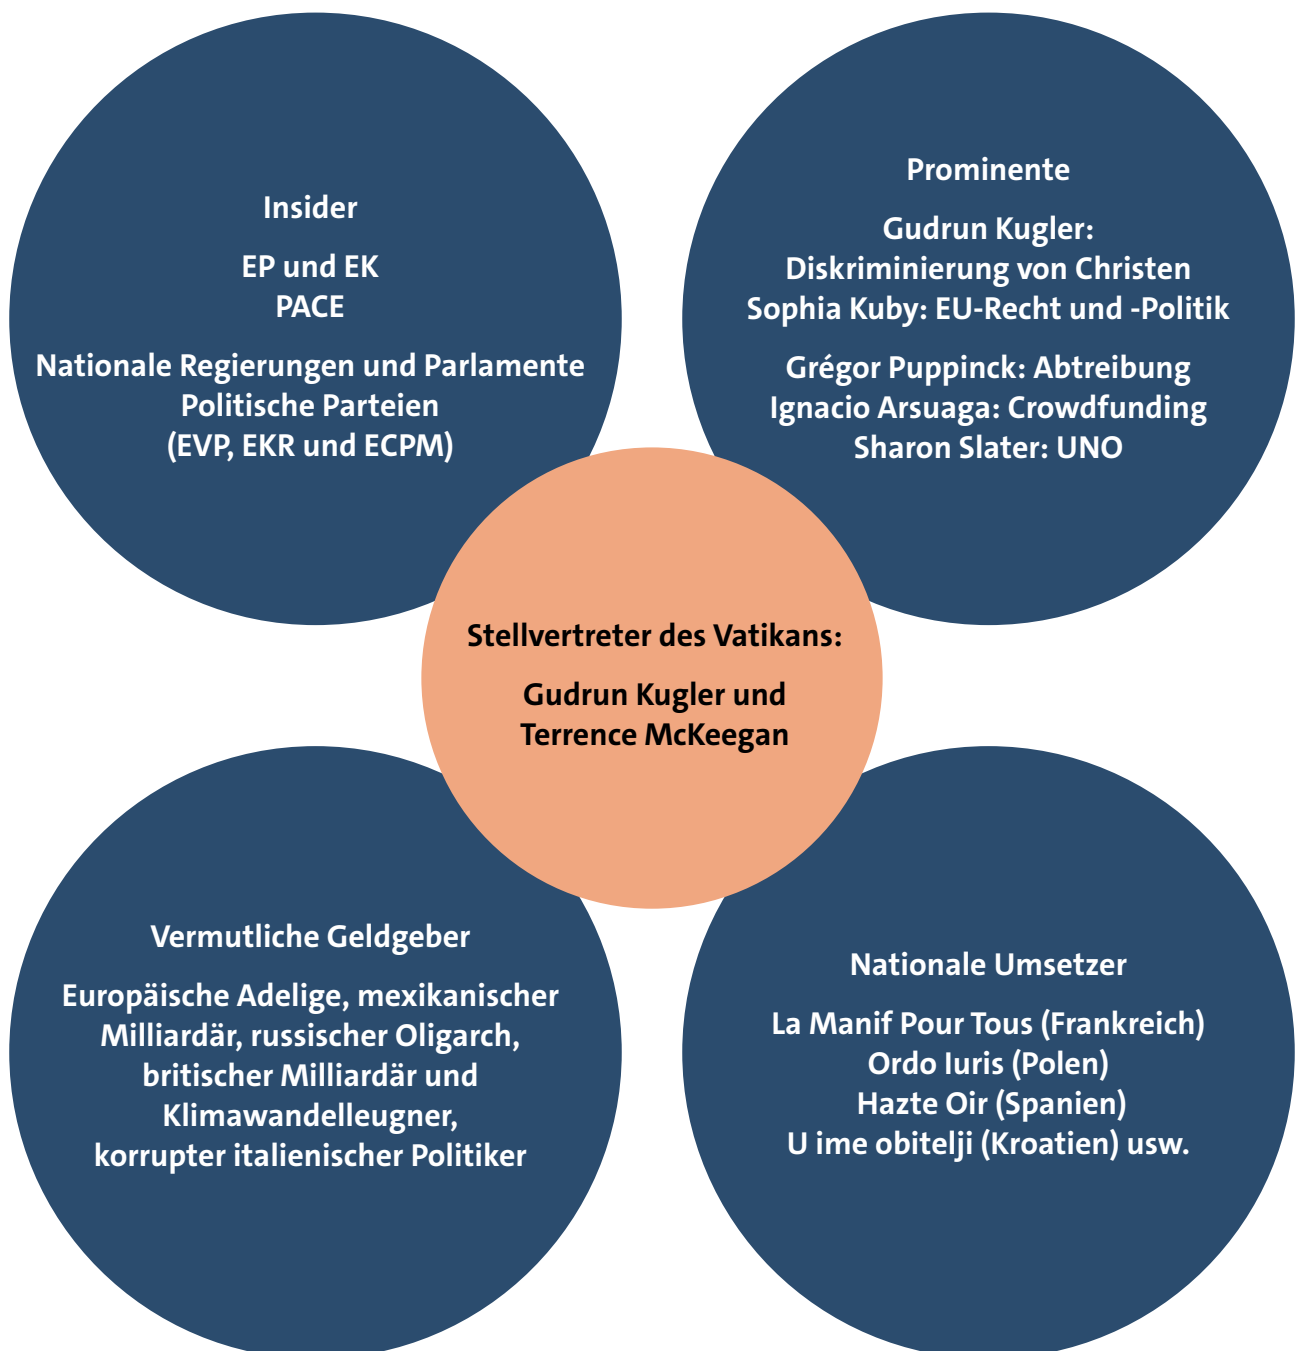 Insider
EP und EK
PACE
Nationale Regierungen und Parlamente
Politische Parteien
(EVP, EKR und ECPM)
Prominente
Gudrun Kugler:
Diskriminierung von Christen
Sophia Kuby: EU-Recht und -Politik
Grégor Puppinck: Abtreibung
Ignacio Arsuaga: Crowdfunding
Sharon Slater: UNO
Stellvertreter des Vatikans:
Gudrun Kugler und
Terrence McKeegan
Vermutliche Geldgeber
Europäische Adelige, mexikanischer
Milliardär, russischer Oligarch,
britischer Milliardär und
Klimawandelleugner,
korrupter italienischer Politiker
Nationale Umsetzer
La Manif Pour Tous (Frankreich)
Ordo Iuris (Polen)
Hazte Oir (Spanien)
U ime obitelji (Kroatien) usw.